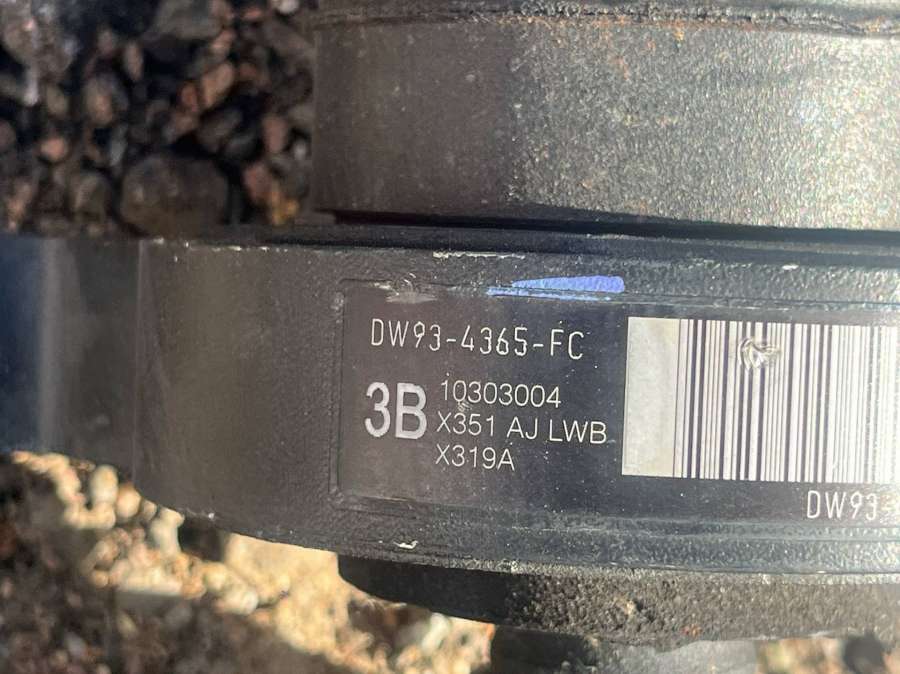 DW93-4365-FC
3B
10303004
X351 AJ LWB
X319A
DW93-